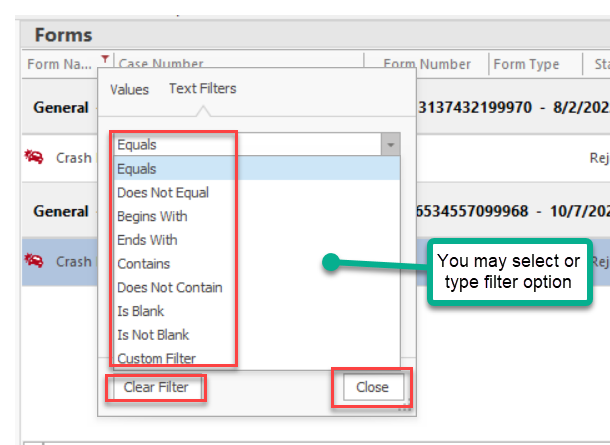 Forms
Form Na... Case Number Form Number Form Type
Values Text Filters
General 3137432199970 - 8/2/202
Equals
Crash Rej
Equals
Does Not Equal
Begins With
General 6534557099968 - 10/7/202
Ends With
Contains
Crash Rej
You may select or
type filter option
Does Not Contain
Is Blank
Is Not Blank
Custom Filter
Clear Filter Close